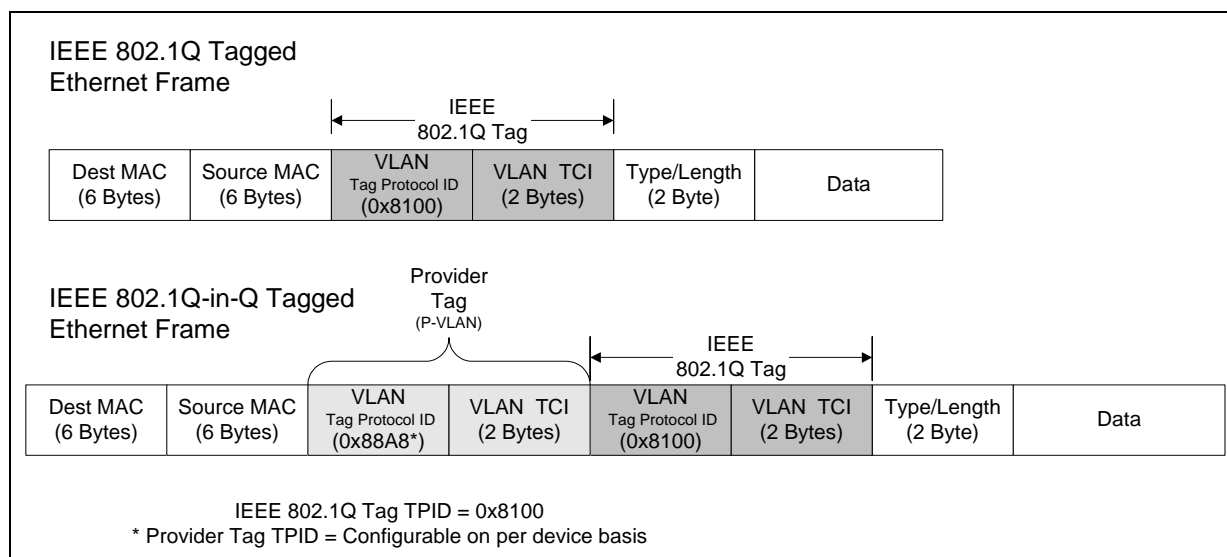 IEEE 802.1Q Tagged
Ethernet Frame
IEEE
802.1Q Tag
Dest MAC
(6 Bytes)
Source MAC
(6 Bytes)
VLAN
Tag Protocol ID
(0x8100)
VLAN TCI
(2 Bytes)
Type/Length
(2 Byte)
Data
IEEE 802.1Q-in-Q Tagged
Ethernet Frame
Provider
Tag
(P-VLAN)
IEEE
802.1Q Tag
Dest MAC
(6 Bytes)
Source MAC
(6 Bytes)
VLAN
Tag Protocol ID
(0x88A8*)
VLAN TCI
(2 Bytes)
VLAN
Tag Protocol ID
(0x8100)
VLAN TCI
(2 Bytes)
Type/Length
(2 Byte)
Data
IEEE 802.1Q Tag TPID = 0x8100
* Provider Tag TPID = Configurable on per device basis